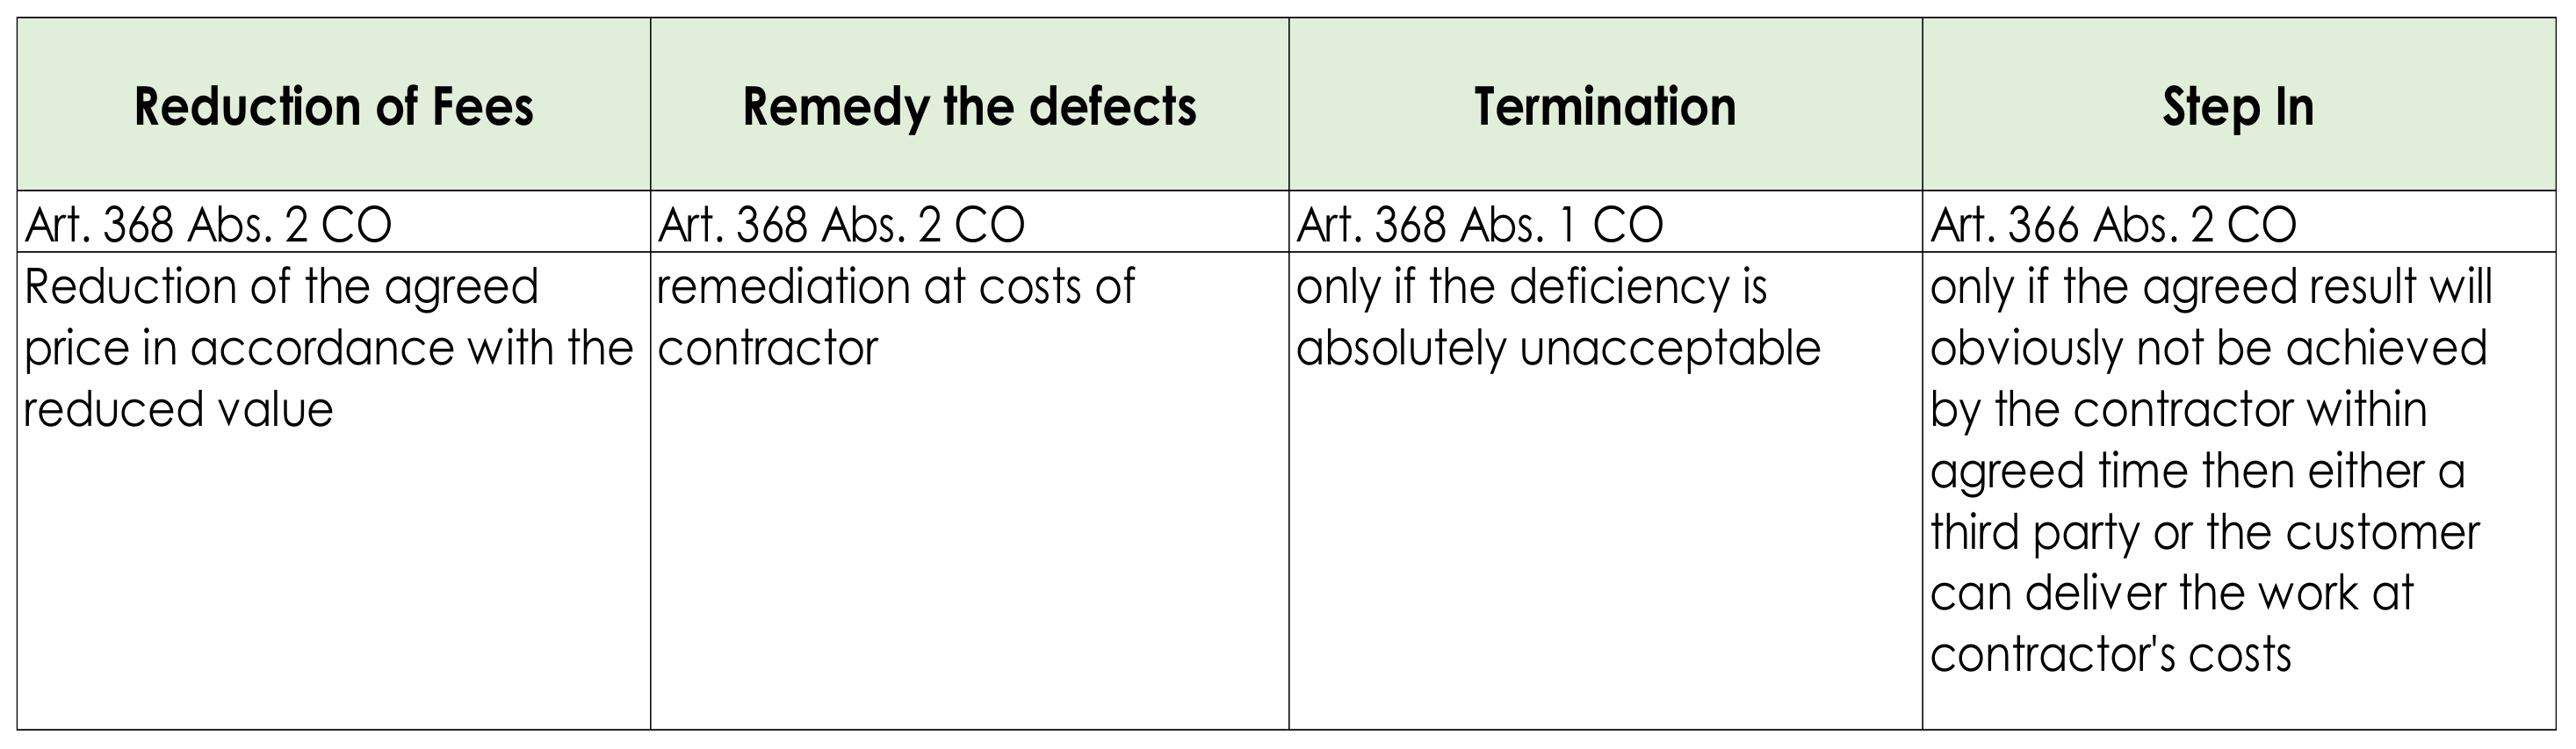 Reduction of Fees
Remedy the defects
Termination
Step In
Art. 368 Abs. 2 CO
Art. 368 Abs. 2 CO
Art. 368 Abs. 1 CO
Art. 366 Abs. 2 CO
Reduction of the agreed
price in accordance with the
reduced value
remediation at costs of
contractor
only if the deficiency is
absolutely unacceptable
only if the agreed result will
obviously not be achieved
by the contractor within
agreed time then either a
third party or the customer
can deliver the work at
contractor's costs